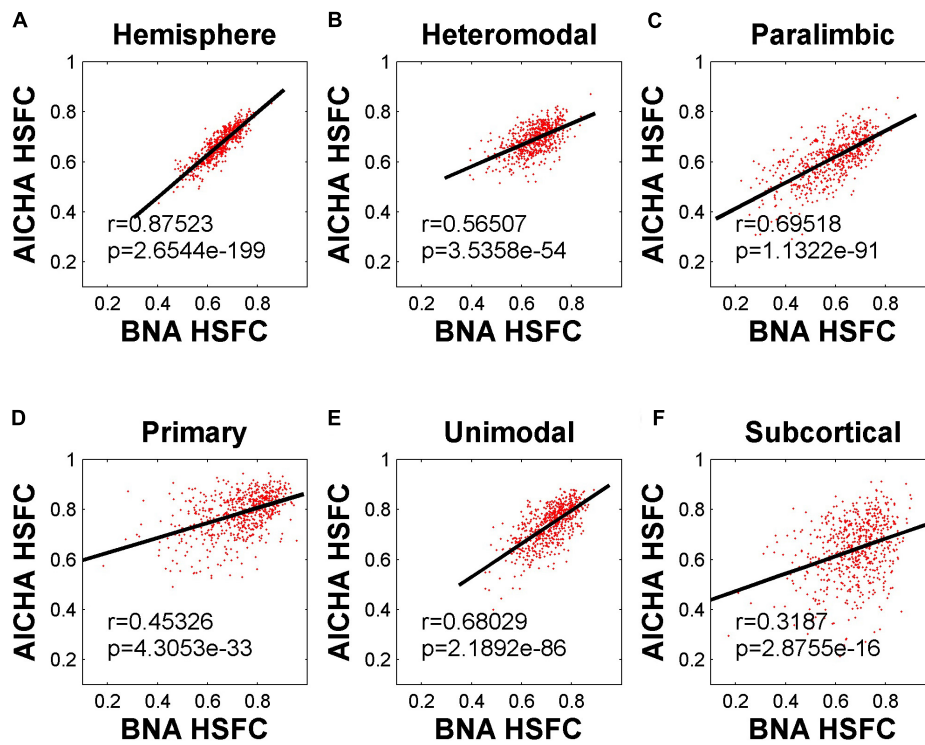 A
Hemisphere
AICHA HSFC
1
0.8
0.6
0.4
0.2
r=0.87523
p=2.6544e-199
0.2 0.4 0.6 0.8
BNA HSFC
B
Heteromodal
AICHA HSFC
1
0.8
0.6
0.4
0.2
r=0.56507
p=3.5358e-54
0.2 0.4 0.6 0.8
BNA HSFC
C
Paralimbic
AICHA HSFC
1
0.8
0.6
0.4
0.2
r=0.69518
p=1.1322e-91
0.2 0.4 0.6 0.8
BNA HSFC
D
Primary
AICHA HSFC
1
0.8
0.6
0.4
0.2
r=0.45326
p=4.3053e-33
0.2 0.4 0.6 0.8
BNA HSFC
E
Unimodal
AICHA HSFC
1
0.8
0.6
0.4
0.2
r=0.68029
p=2.1892e-86
0.2 0.4 0.6 0.8
BNA HSFC
F
Subcortical
AICHA HSFC
1
0.8
0.6
0.4
0.2
r=0.3187
p=2.8755e-16
0.2 0.4 0.6 0.8
BNA HSFC